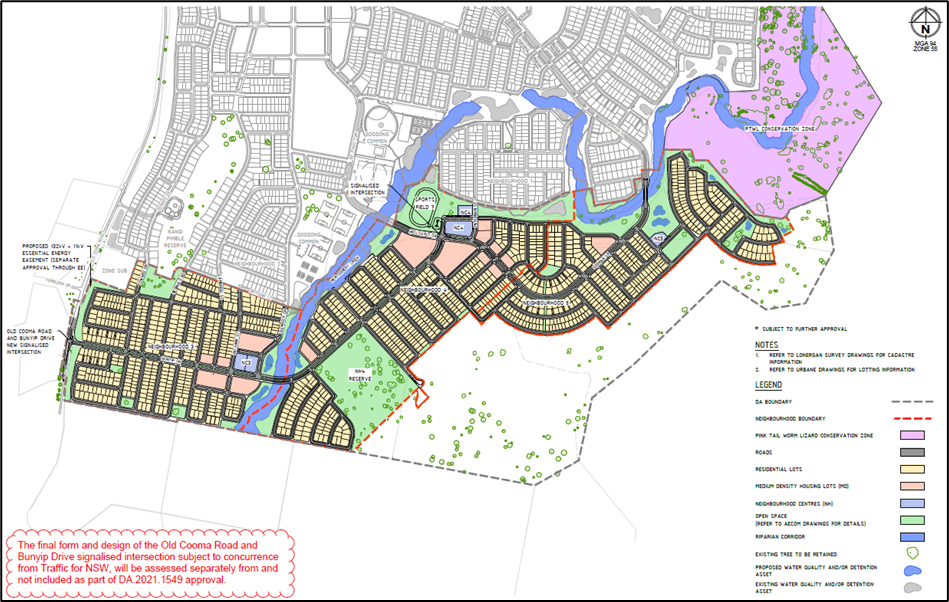 N
MGA 94
ZONE 55
PTWL CONSERVATION ZONE
GOOGONG
COMMON
SIGNALISED
INTERSECTION
SPORTS
FIELD
NC4
NC4
NANGI
PIMBLE
RESERVE
GOOGONG
COMMON
NC5
PROPOSED 132KV - 11KV
ESSENTIAL ENERGY
EASEMENT (SEPARATE
APPROVAL THROUGH EE)
ZONE SUB
NEIGHBOURHOOD 4
NEIGHBOURHOOD 5
OLD COOMA ROAD
AND BUNYIP DRIVE
NEW SIGNALISED
INTERSECTION
NEIGHBOURHOOD 3
NC3
NH4
RESERVE
* SUBJECT TO FURTHER APPROVAL
NOTES
1. REFER TO LONERGAN SURVEY DRAWINGS FOR CADASTRE
INFORMATION
2. REFER TO URBANE DRAWINGS FOR LOTTING INFORMATION
LEGEND
DA BOUNDARY
NEIGHBOURHOOD BOUNDARY
PINK TAIL WORM LIZARD CONSERVATION ZONE
ROADS
RESIDENTIAL LOTS
MEDIUM DENSITY HOUSING LOTS (MD)
NEIGHBOURHOOD CENTRES (NH)
OPEN SPACE
(REFER TO AECOM DRAWINGS FOR DETAILS)
RIPARIAN CORRIDOR
EXISTING TREE TO BE RETAINED
PROPOSED WATER QUALITY AND/OR DETENTION
ASSET
EXISTING WATER QUALITY AND/OR DETENTION
ASSET
The final form and design of the Old Cooma Road and
Bunyip Drive signalised intersection subject to concurrence
from Traffic for NSW, will be assessed separately from and
not included as part of DA.2021.1549 approval.